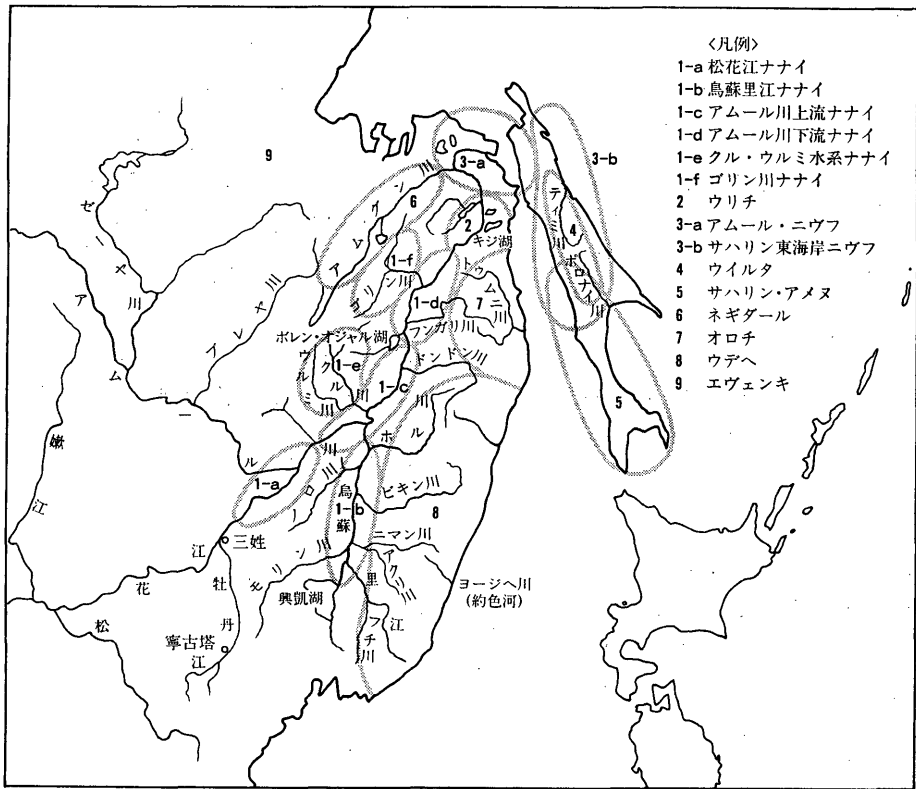 〈凡例〉
1-a 松花江ナナイ
1-b 烏蘇里江ナナイ
1-c アムール川上流ナナイ
1-d アムール川下流ナナイ
1-e クル・ウルミ水系ナナイ
1-f ゴリン川ナナイ
2 ウリチ
3-a アムール・ニヴフ
3-b サハリン東海岸ニヴフ
4 ウイルタ
5 サハリン・アメヌ
6 ネギダール
7 オロチ
8 ウデヘ
9 エヴェンキ
9
3-a
3-b
6
アムグン川
2
キジ湖
ティミ川
4
ポロナイ川
ゼーヤ川
ブレヤ川
1-f
ゴリン川
トゥムニ川
7
1-d
フンガリ川
ボレン・オジャル湖
ウルミ川
1-e
クル川
ドンドン川
1-c
アムール川
5
嫩江
ホル川
1-a
ノロ川
烏蘇里江
1-b
ビキン川
8
三姓
ニマン川
モリン川
アクリ川
松花江
牡丹江
興凱湖
ヨージヘ川
(約色河)
フチ川
寧古塔